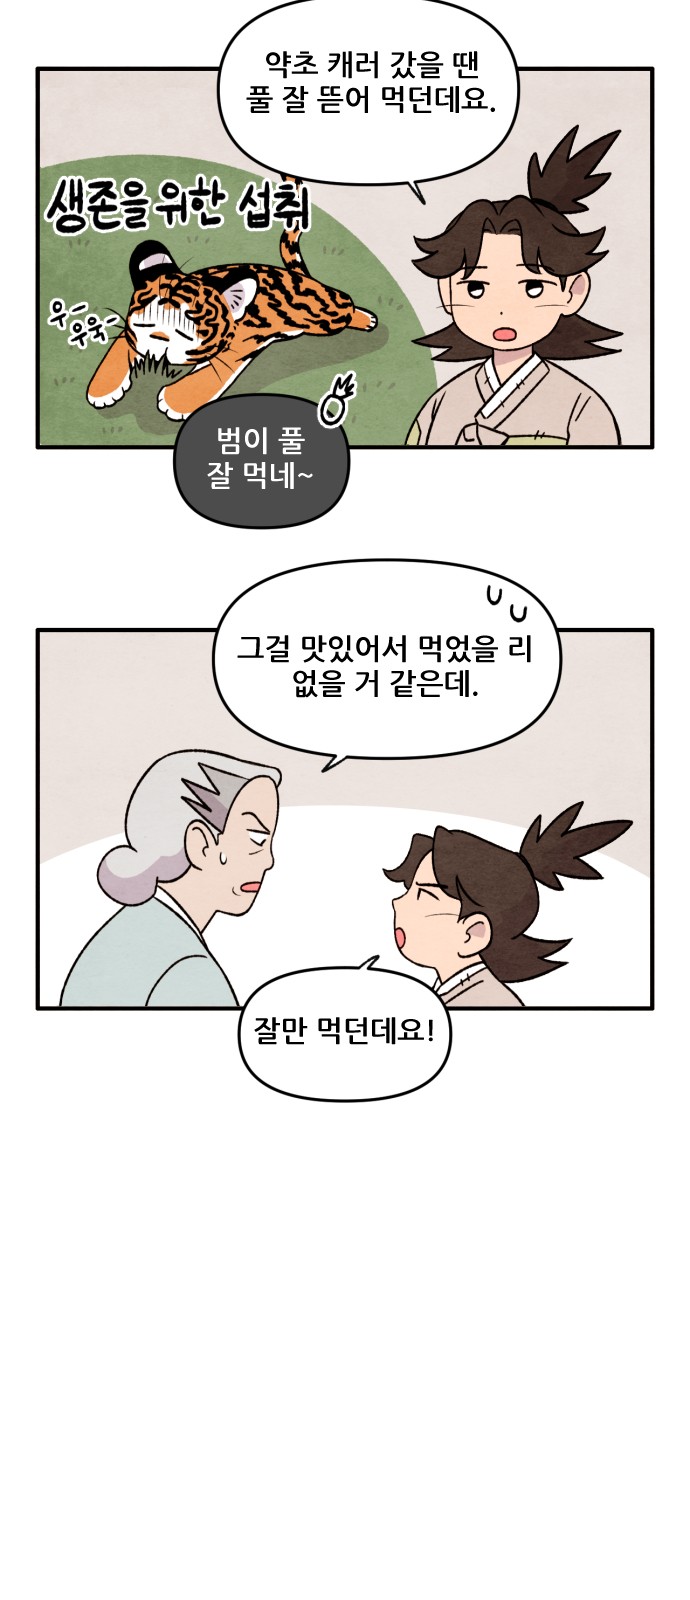 약초 캐러 갔을 땐
풀 잘 뜯어 먹던데요.
생존을 위한 섭취
우-
우욱-
범이 풀
잘 먹네~
그걸 맛있어서 먹었을 리
없을 거 같은데.
잘만 먹던데요!